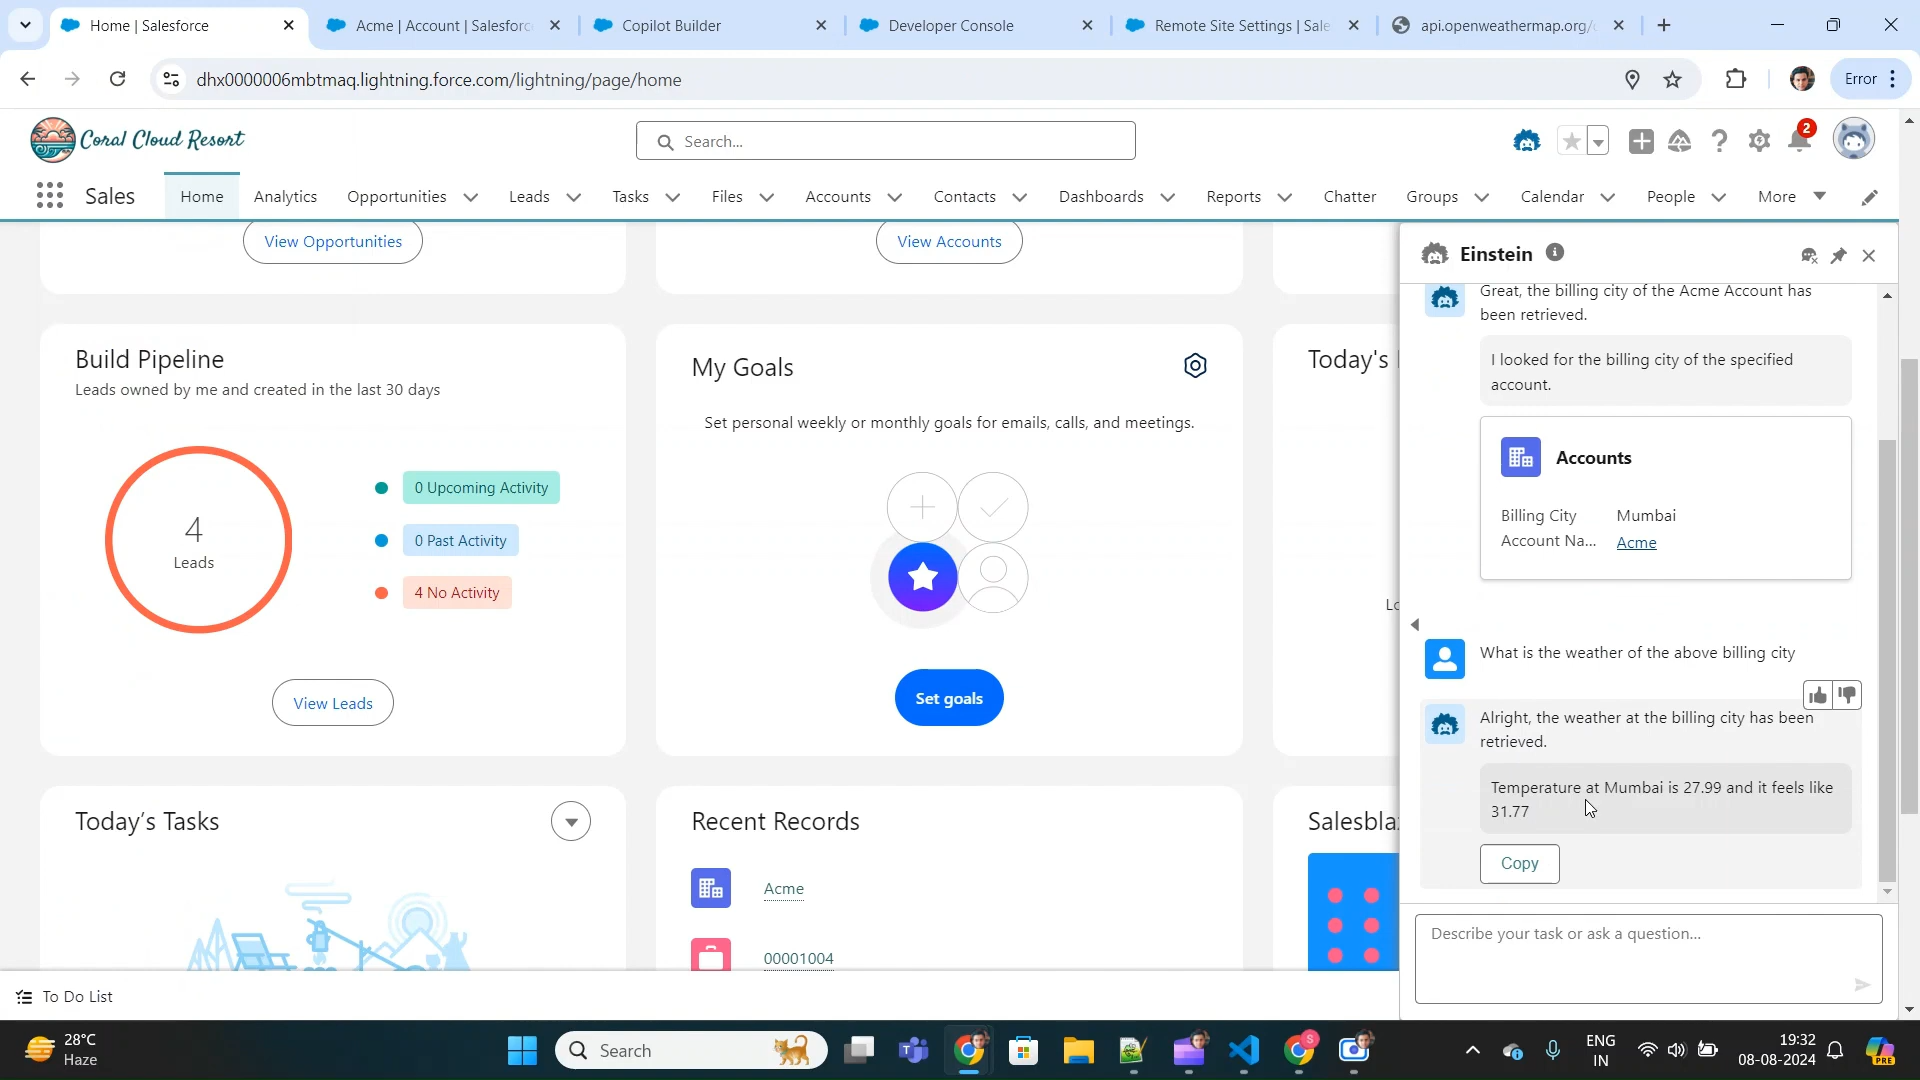 Home | Salesforce
Acme | Account | Salesforc
Copilot Builder
Developer Console
Remote Site Settings | Sale
api.openweathermap.org/
dhx0000006mbtmaq.lightning.force.com/lightning/page/home
Error
Coral Cloud Resort
Search...
2
Sales
Home
Analytics
Opportunities
Leads
Tasks
Files
Accounts
Contacts
Dashboards
Reports
Chatter
Groups
Calendar
People
More
View Opportunities
View Accounts
Build Pipeline
Leads owned by me and created in the last 30 days
4
Leads
0 Upcoming Activity
0 Past Activity
4 No Activity
View Leads
My Goals
Set personal weekly or monthly goals for emails, calls, and meetings.
Set goals
Today's
Lo
Today's Tasks
Recent Records
Acme
00001004
Salesbla
Einstein
Great, the billing city of the Acme Account has
been retrieved.
I looked for the billing city of the specified
account.
Accounts
Billing City Mumbai
Account Na... Acme
What is the weather of the above billing city
Alright, the weather at the billing city has been
retrieved.
Temperature at Mumbai is 27.99 and it feels like
31.77
Copy
Describe your task or ask a question...
To Do List
28°C
Haze
Search
ENG
IN
19:32
08-08-2024
PRE